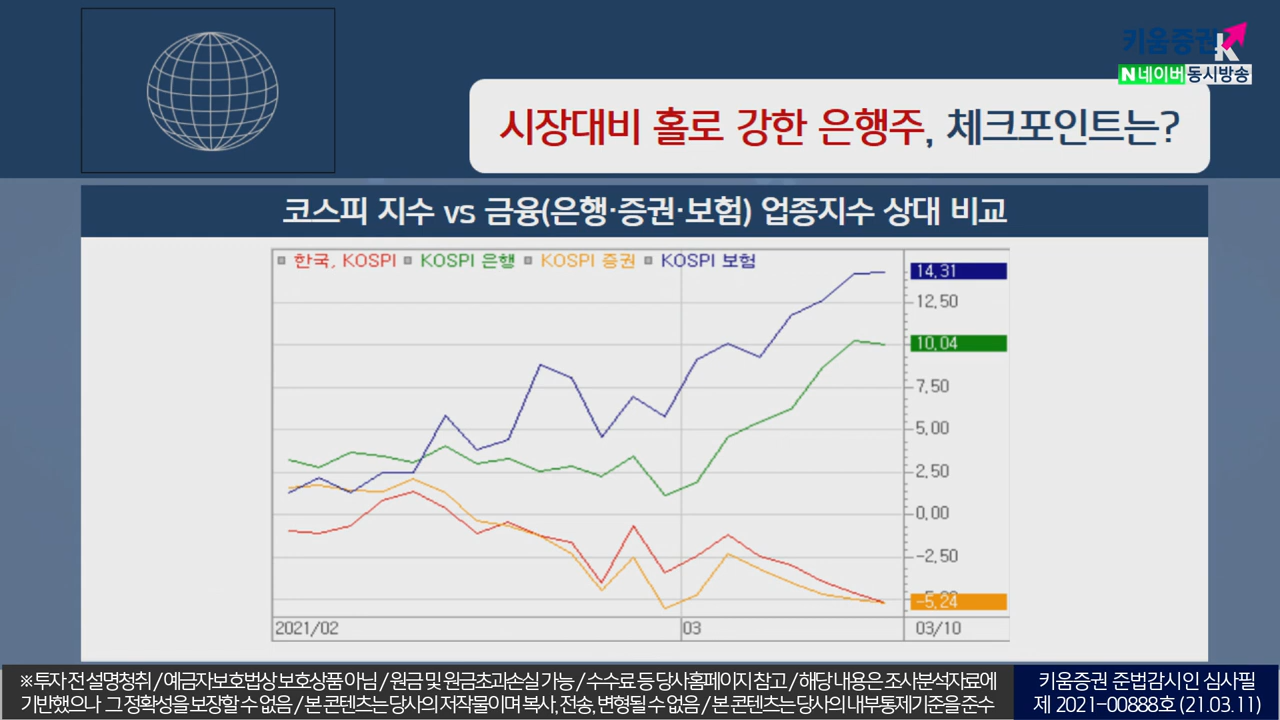 키움증권
N 네이버 동시방송
시장대비 홀로 강한 은행주, 체크포인트는?
코스피 지수 vs 금융(은행·증권·보험) 업종지수 상대 비교
한국, KOSPI KOSPI 은행 KOSPI 증권 KOSPI 보험
14,31
12,50
10,04
7,50
5,00
2,50
0,00
-2,50
-5,24
2021/02 03 03/10
※ 투자 전 설명청취 / 예금자보호법상 보호상품 아님 / 원금 및 원금초과손실 가능 / 수수료 등 당사홈페이지 참고 / 해당 내용은 조사분석자료에
기반했으나 그 정확성을 보장할 수 없음 / 본 콘텐츠는 당사의 저작물이며 복사, 전송, 변형될 수 없음 / 본 콘텐츠는 당사의 내부통제기준을 준수
키움증권 준법감시인 심사필
제 2021-00888호 (21.03.11)